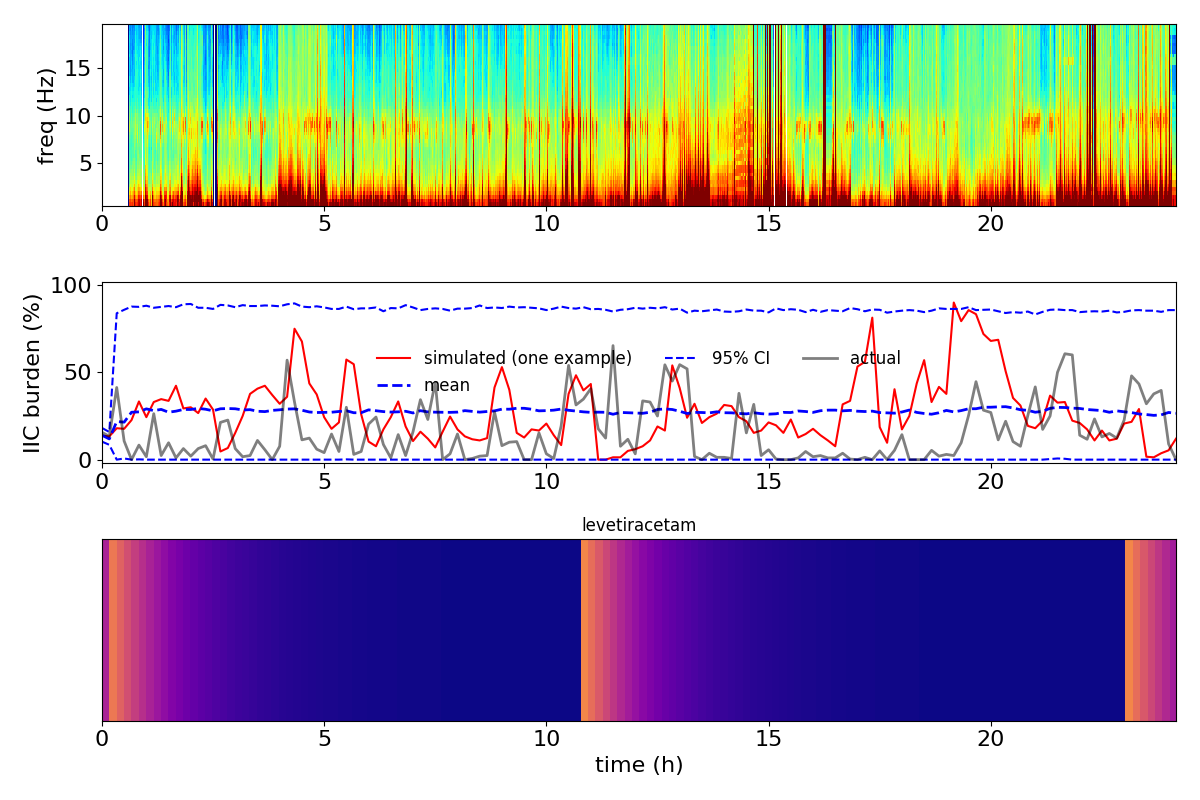 freq (Hz)
15
10
5
0 5 10 15 20
IIC burden (%)
100
50
0
simulated (one example) 95% CI actual
mean
0 5 10 15 20
levetiracetam
0 5 10 15 20
time (h)